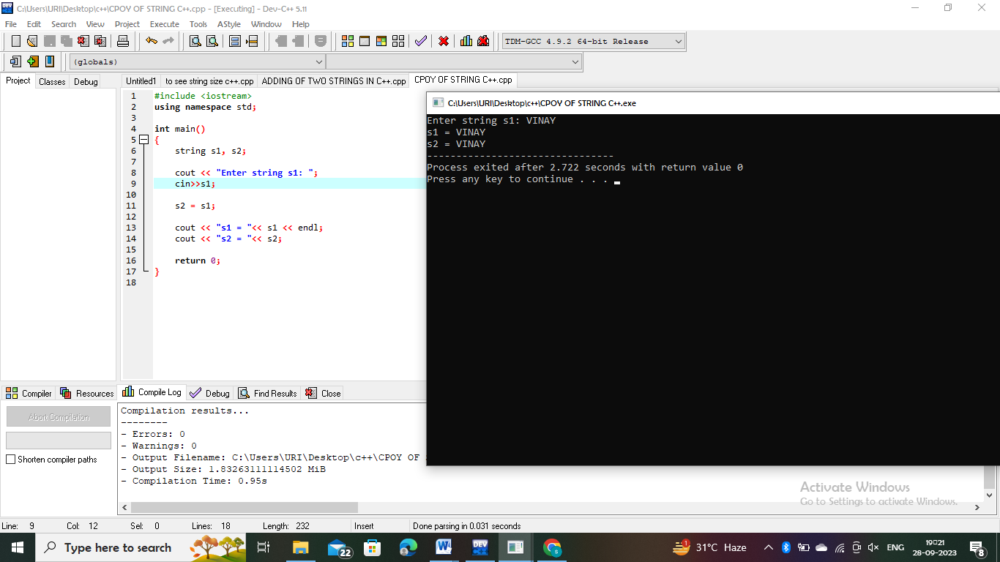 C:\Users\URI\Desktop\c++\CPOY OF STRING C++.cpp - [Executing] - Dev-C++ 5.11
File Edit Search View Project Execute Tools AStyle Window Help
TDM-GCC 4.9.2 64-bit Release
(globals)
Project Classes Debug
Untitled1 to see string size c++.cpp ADDING OF TWO STRINGS IN C++.cpp CPOY OF STRING C++.cpp
1 #include <iostream>
2 using namespace std;
3
4 int main()
5 {
6 string s1, s2;
7
8 cout << "Enter string s1: ";
9 cin>>s1;
10
11 s2 = s1;
12
13 cout << "s1 = "<< s1 << endl;
14 cout << "s2 = "<< s2;
15
16 return 0;
17 }
18
C:\Users\URI\Desktop\c++\CPOY OF STRING C++.exe
Enter string s1: VINAY
s1 = VINAY
s2 = VINAY
--------------------------------
Process exited after 2.722 seconds with return value 0
Press any key to continue . . .
Compiler Resources Compile Log Debug Find Results Close
Abort Compilation
Shorten compiler paths
Compilation results...
--------
- Errors: 0
- Warnings: 0
- Output Filename: C:\Users\URI\Desktop\c++\CPOY OF
- Output Size: 1.83263111114502 MiB
- Compilation Time: 0.95s
Activate Windows
Go to Settings to activate Windows.
Line: 9 Col: 12 Sel: 0 Lines: 18 Length: 232 Insert Done parsing in 0.031 seconds
Type here to search
22
DEV
1
31°C Haze
ENG
19:21
28-09-2023
8